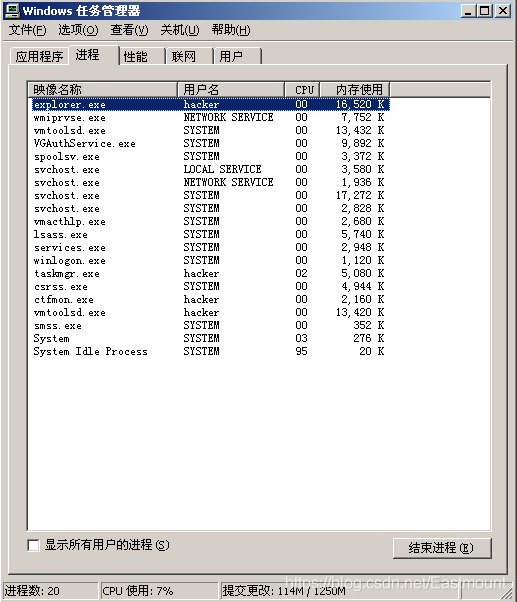 Windows 任务管理器
文件(F) 选项(O) 查看(V) 关机(U) 帮助(H)
应用程序 进程 性能 联网 用户
映像名称 用户名 CPU 内存使用
explorer.exe hacker 00 16,520 K
wmiprvse.exe NETWORK SERVICE 00 7,752 K
vmtoolsd.exe SYSTEM 00 13,432 K
VGAuthService.exe SYSTEM 00 9,892 K
spoolsv.exe SYSTEM 00 3,372 K
svchost.exe LOCAL SERVICE 00 3,580 K
svchost.exe NETWORK SERVICE 00 1,936 K
svchost.exe SYSTEM 00 17,272 K
svchost.exe SYSTEM 00 2,828 K
vmacthlp.exe SYSTEM 00 2,680 K
lsass.exe SYSTEM 00 5,740 K
services.exe SYSTEM 00 2,948 K
winlogon.exe SYSTEM 00 1,120 K
taskmgr.exe hacker 02 5,080 K
csrss.exe SYSTEM 00 4,944 K
ctfmon.exe hacker 00 2,160 K
vmtoolsd.exe hacker 00 13,420 K
smss.exe SYSTEM 00 352 K
System SYSTEM 03 276 K
System Idle Process SYSTEM 95 20 K
显示所有用户的进程(S) 结束进程(E)
进程数: 20 CPU 使用: 7% 提交更改: 114M / 1250M
https://blog.csdn.net/Eastmount